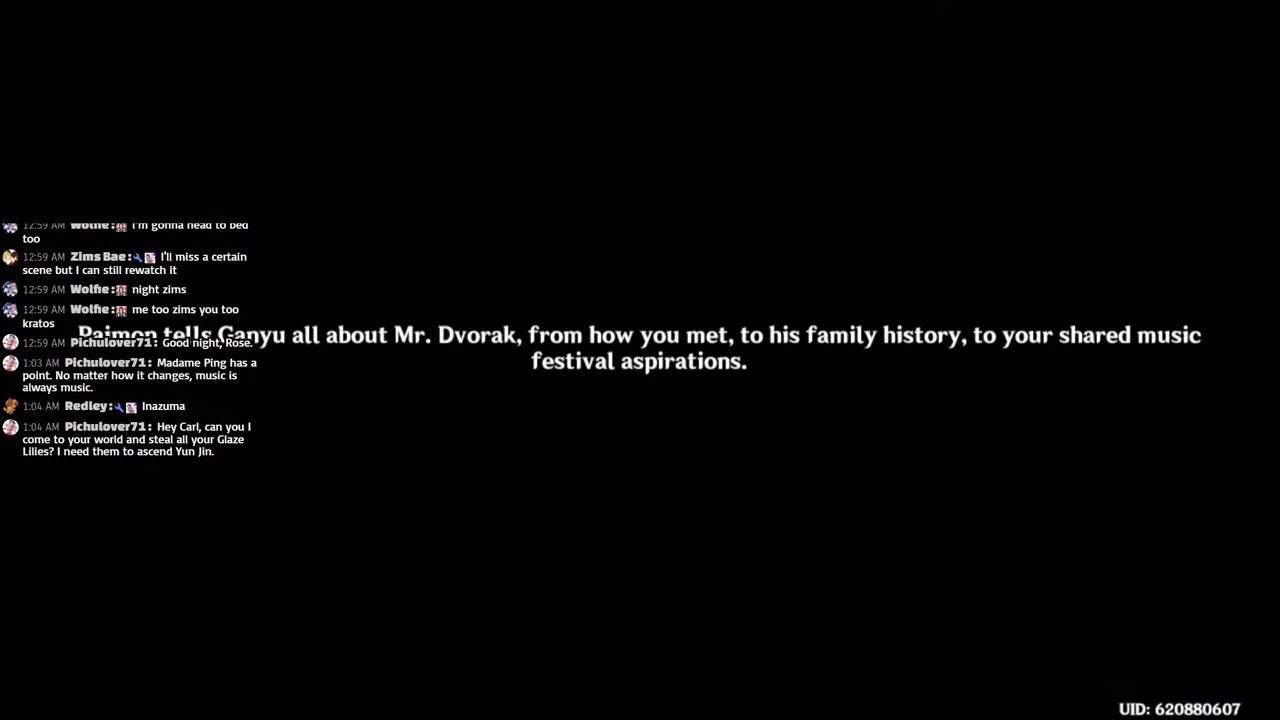 12:59 AM Wolfie: I'm gonna head to bed
too
12:59 AM Zims Bae: I'll miss a certain
scene but I can still rewatch it
12:59 AM Wolfie: night zims
12:59 AM Wolfie: me too zims you too
kratos
Paimon tells Ganyu all about Mr. Dvorak, from how you met, to his family history, to your shared music
festival aspirations.
12:59 AM Pichulover71: Good night, Rose.
1:03 AM Pichulover71: Madame Ping has a
point. No matter how it changes, music is
always music.
1:04 AM Redley: Inazuma
1:04 AM Pichulover71: Hey Carl, can you I
come to your world and steal all your Glaze
Lilies? I need them to ascend Yun Jin.
UID: 620880607